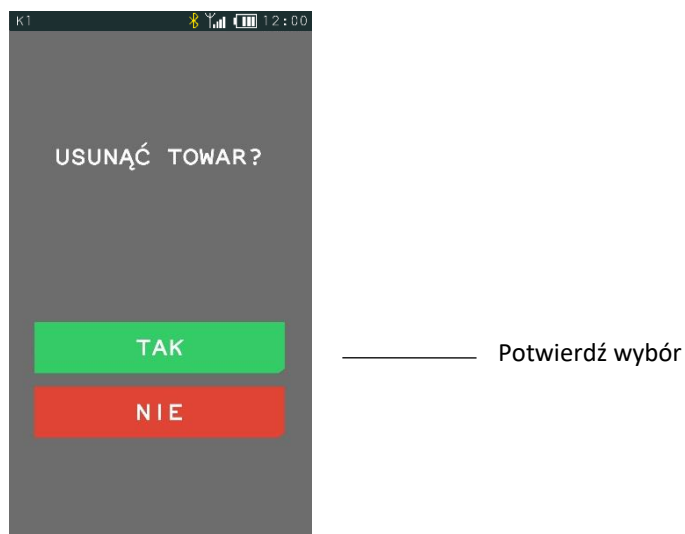 K1 12:00
USUNĄĆ TOWAR?
TAK
Potwierdź wybór
NIE